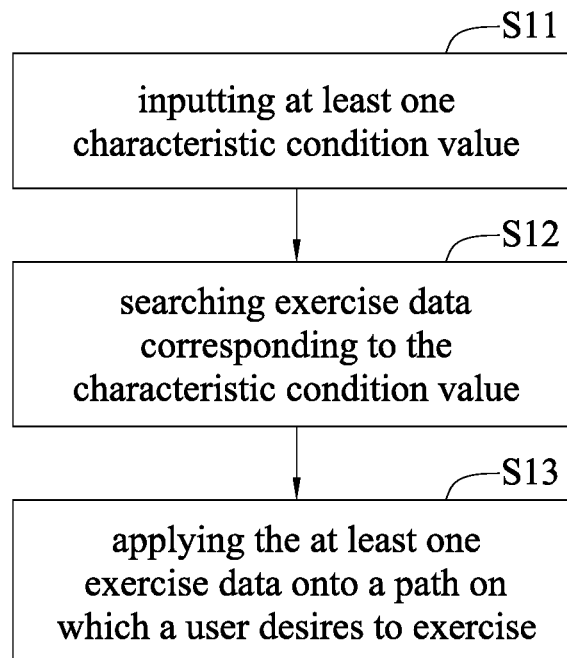 S11
inputting at least one
characteristic condition value
S12
searching exercise data
corresponding to the
characteristic condition value
S13
applying the at least one
exercise data onto a path on
which a user desires to exercise